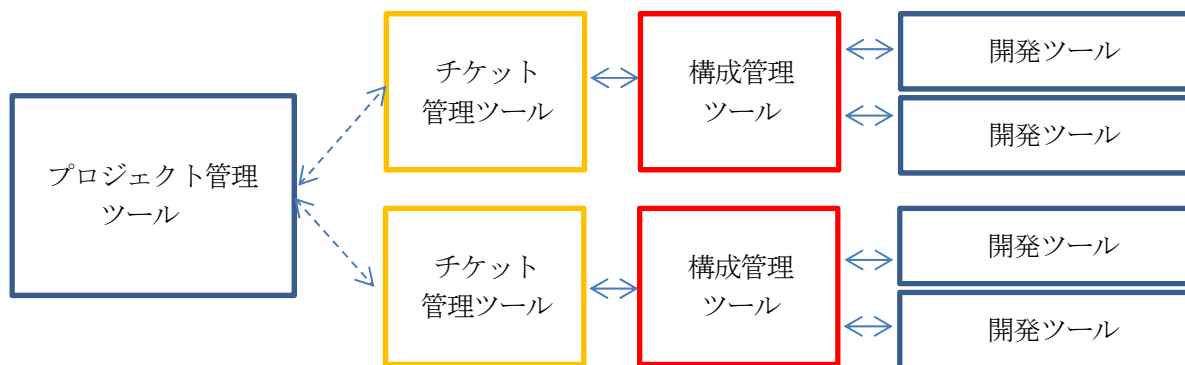 プロジェクト管理
ツール
チケット
管理ツール
構成管理
ツール
開発ツール
開発ツール
チケット
管理ツール
構成管理
ツール
開発ツール
開発ツール